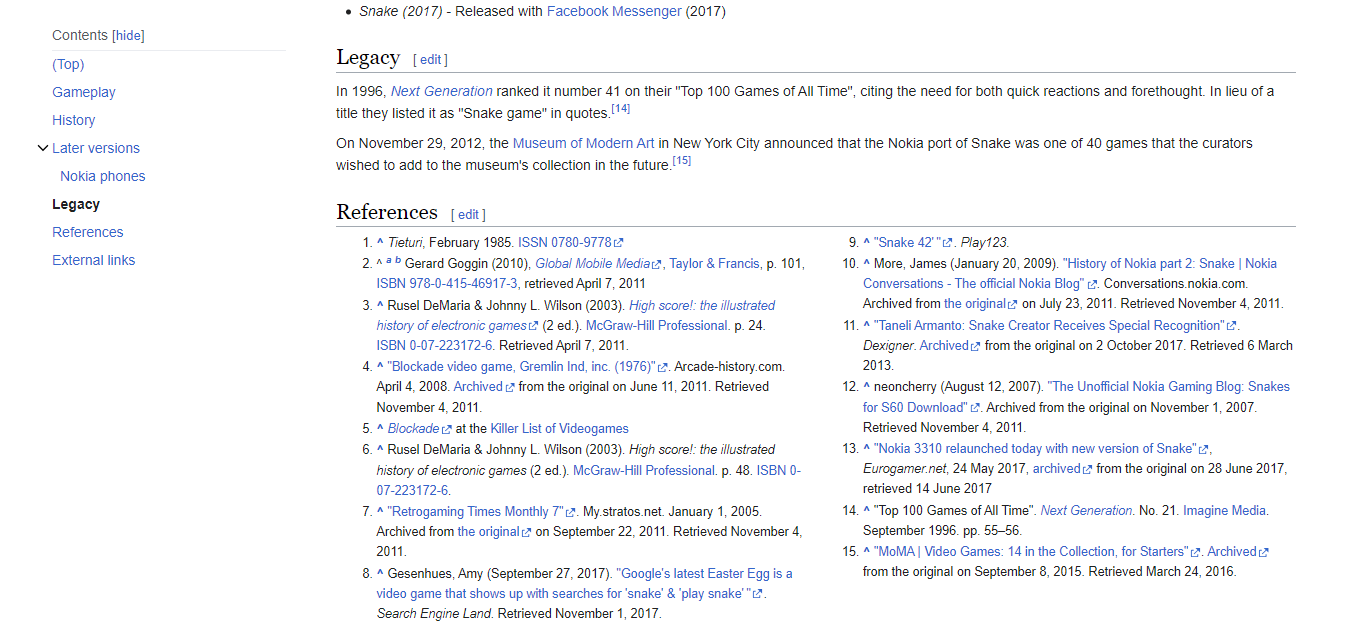 Contents [hide]
(Top)
Gameplay
History
Later versions
Nokia phones
Legacy
References
External links
• Snake (2017) - Released with Facebook Messenger (2017)
Legacy [ edit ]
In 1996, Next Generation ranked it number 41 on their "Top 100 Games of All Time", citing the need for both quick reactions and forethought. In lieu of a
title they listed it as "Snake game" in quotes.[14]
On November 29, 2012, the Museum of Modern Art in New York City announced that the Nokia port of Snake was one of 40 games that the curators
wished to add to the museum's collection in the future.[15]
References [ edit ]
1. ^ Tieturi, February 1985. ISSN 0780-9778
2. ^ a b Gerard Goggin (2010), Global Mobile Media, Taylor & Francis, p. 101,
ISBN 978-0-415-46917-3, retrieved April 7, 2011
3. ^ Rusel DeMaria & Johnny L. Wilson (2003). High score!: the illustrated
history of electronic games (2 ed.). McGraw-Hill Professional. p. 24.
ISBN 0-07-223172-6. Retrieved April 7, 2011.
4. ^ "Blockade video game, Gremlin Ind, inc. (1976)". Arcade-history.com.
April 4, 2008. Archived from the original on June 11, 2011. Retrieved
November 4, 2011.
5. ^ Blockade at the Killer List of Videogames
6. ^ Rusel DeMaria & Johnny L. Wilson (2003). High score!: the illustrated
history of electronic games (2 ed.). McGraw-Hill Professional. p. 48. ISBN 0-
07-223172-6.
7. ^ "Retrogaming Times Monthly 7". My.stratos.net. January 1, 2005.
Archived from the original on September 22, 2011. Retrieved November 4,
2011.
8. ^ Gesenhues, Amy (September 27, 2017). "Google's latest Easter Egg is a
video game that shows up with searches for 'snake' & 'play snake' ".
Search Engine Land. Retrieved November 1, 2017.
9. ^ "Snake 42' ". Play123.
10. ^ More, James (January 20, 2009). "History of Nokia part 2: Snake | Nokia
Conversations - The official Nokia Blog". Conversations.nokia.com.
Archived from the original on July 23, 2011. Retrieved November 4, 2011.
11. ^ "Taneli Armanto: Snake Creator Receives Special Recognition".
Dexigner. Archived from the original on 2 October 2017. Retrieved 6 March
2013.
12. ^ neoncherry (August 12, 2007). "The Unofficial Nokia Gaming Blog: Snakes
for S60 Download". Archived from the original on November 1, 2007.
Retrieved November 4, 2011.
13. ^ "Nokia 3310 relaunched today with new version of Snake",
Eurogamer.net, 24 May 2017, archived from the original on 28 June 2017,
retrieved 14 June 2017
14. ^ "Top 100 Games of All Time". Next Generation. No. 21. Imagine Media.
September 1996. pp. 55–56.
15. ^ "MoMA | Video Games: 14 in the Collection, for Starters". Archived
from the original on September 8, 2015. Retrieved March 24, 2016.